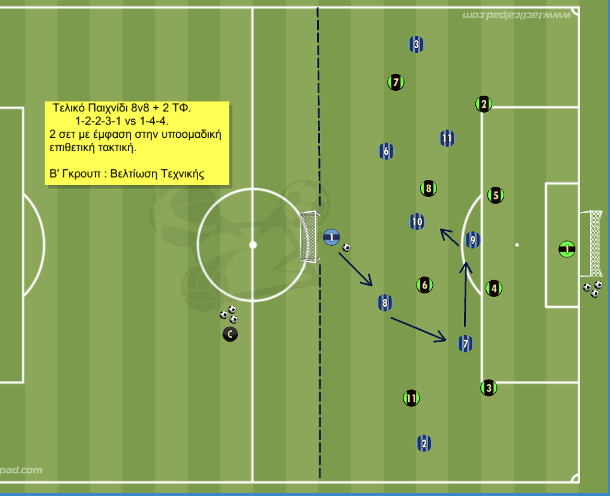 www.tacticalpad.com
Τελικό Παιχνίδι 8v8 + 2 ΤΦ.
1-2-2-3-1 vs 1-4-4.
2 σετ με έμφαση στην υποομαδική
επιθετική τακτική.
Β' Γκρουπ : Βελτίωση Τεχνικής
3
7
2
11
6
8
5
10
1
9
1
6
4
8
C
7
3
11
2
pad.com